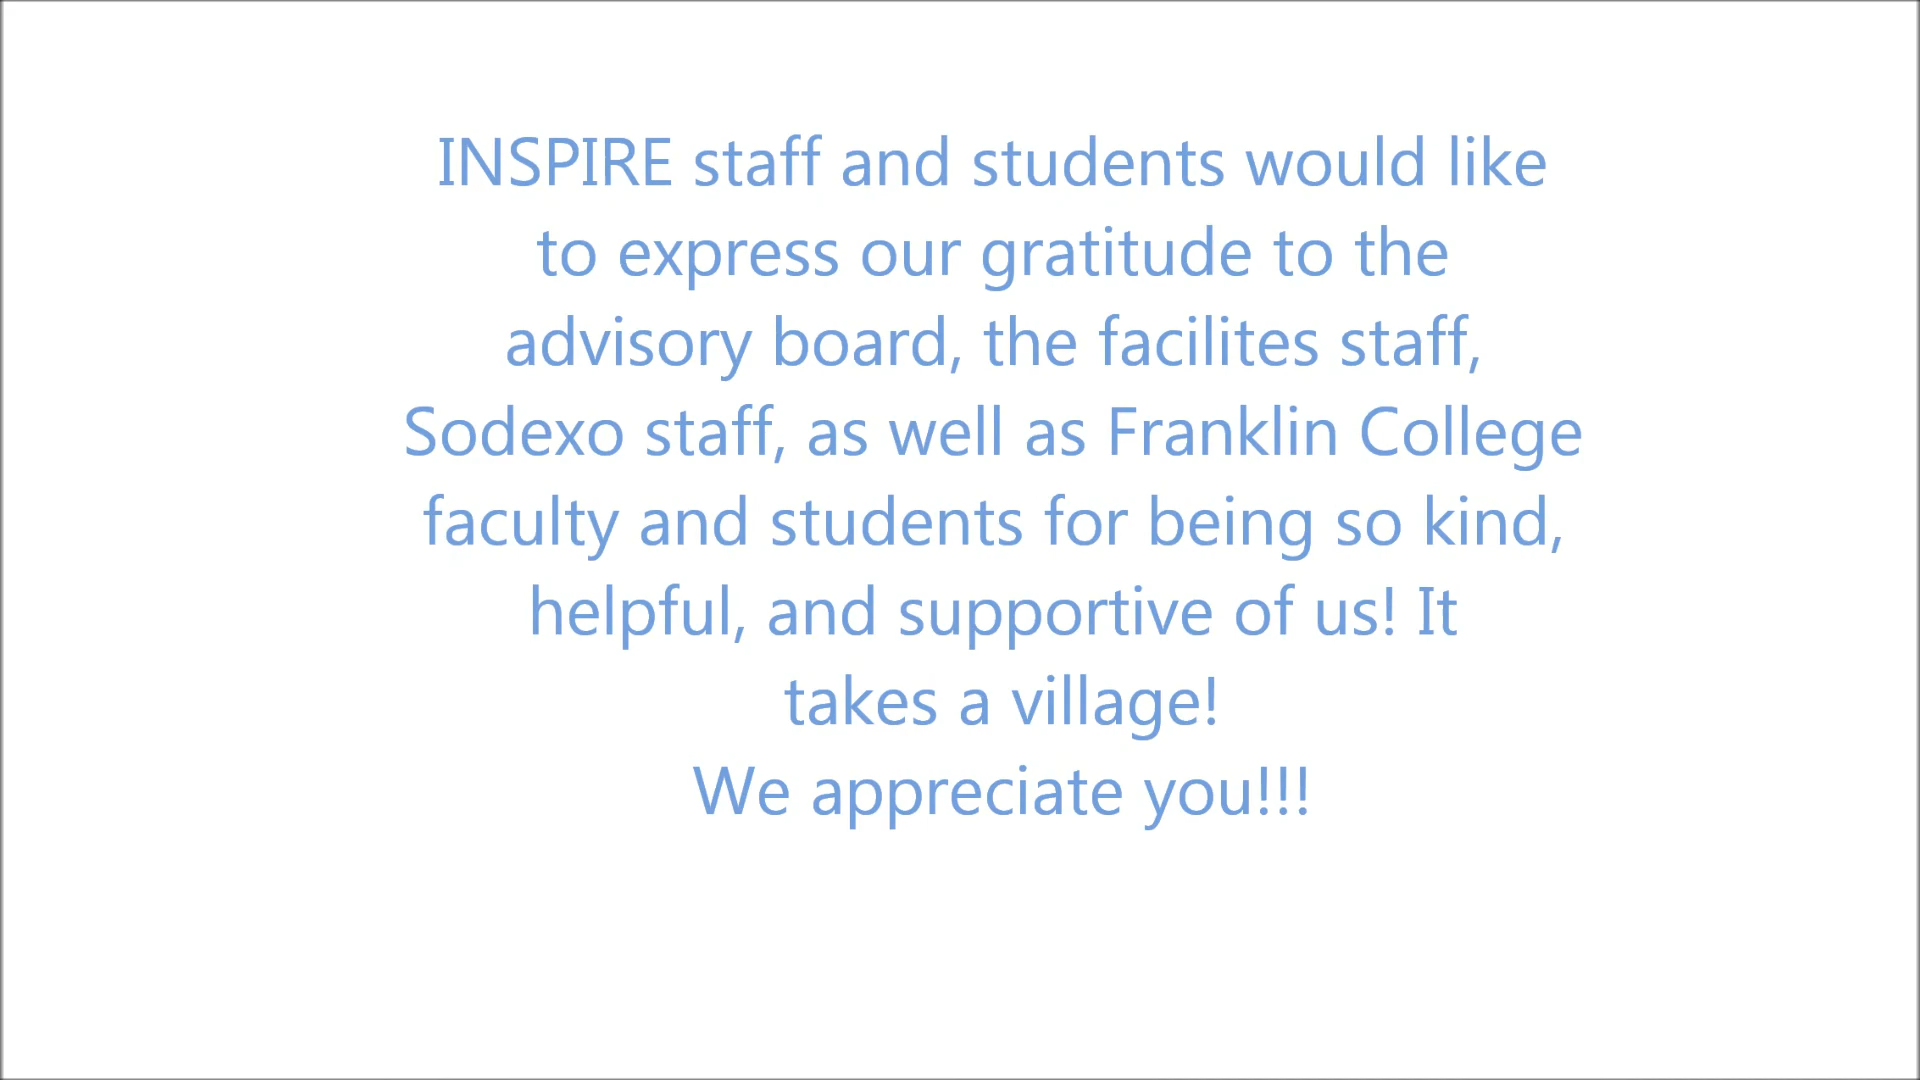 INSPIRE staff and students would like
to express our gratitude to the
advisory board, the facilites staff,
Sodexo staff, as well as Franklin College
faculty and students for being so kind,
helpful, and supportive of us! It
takes a village!
We appreciate you!!!